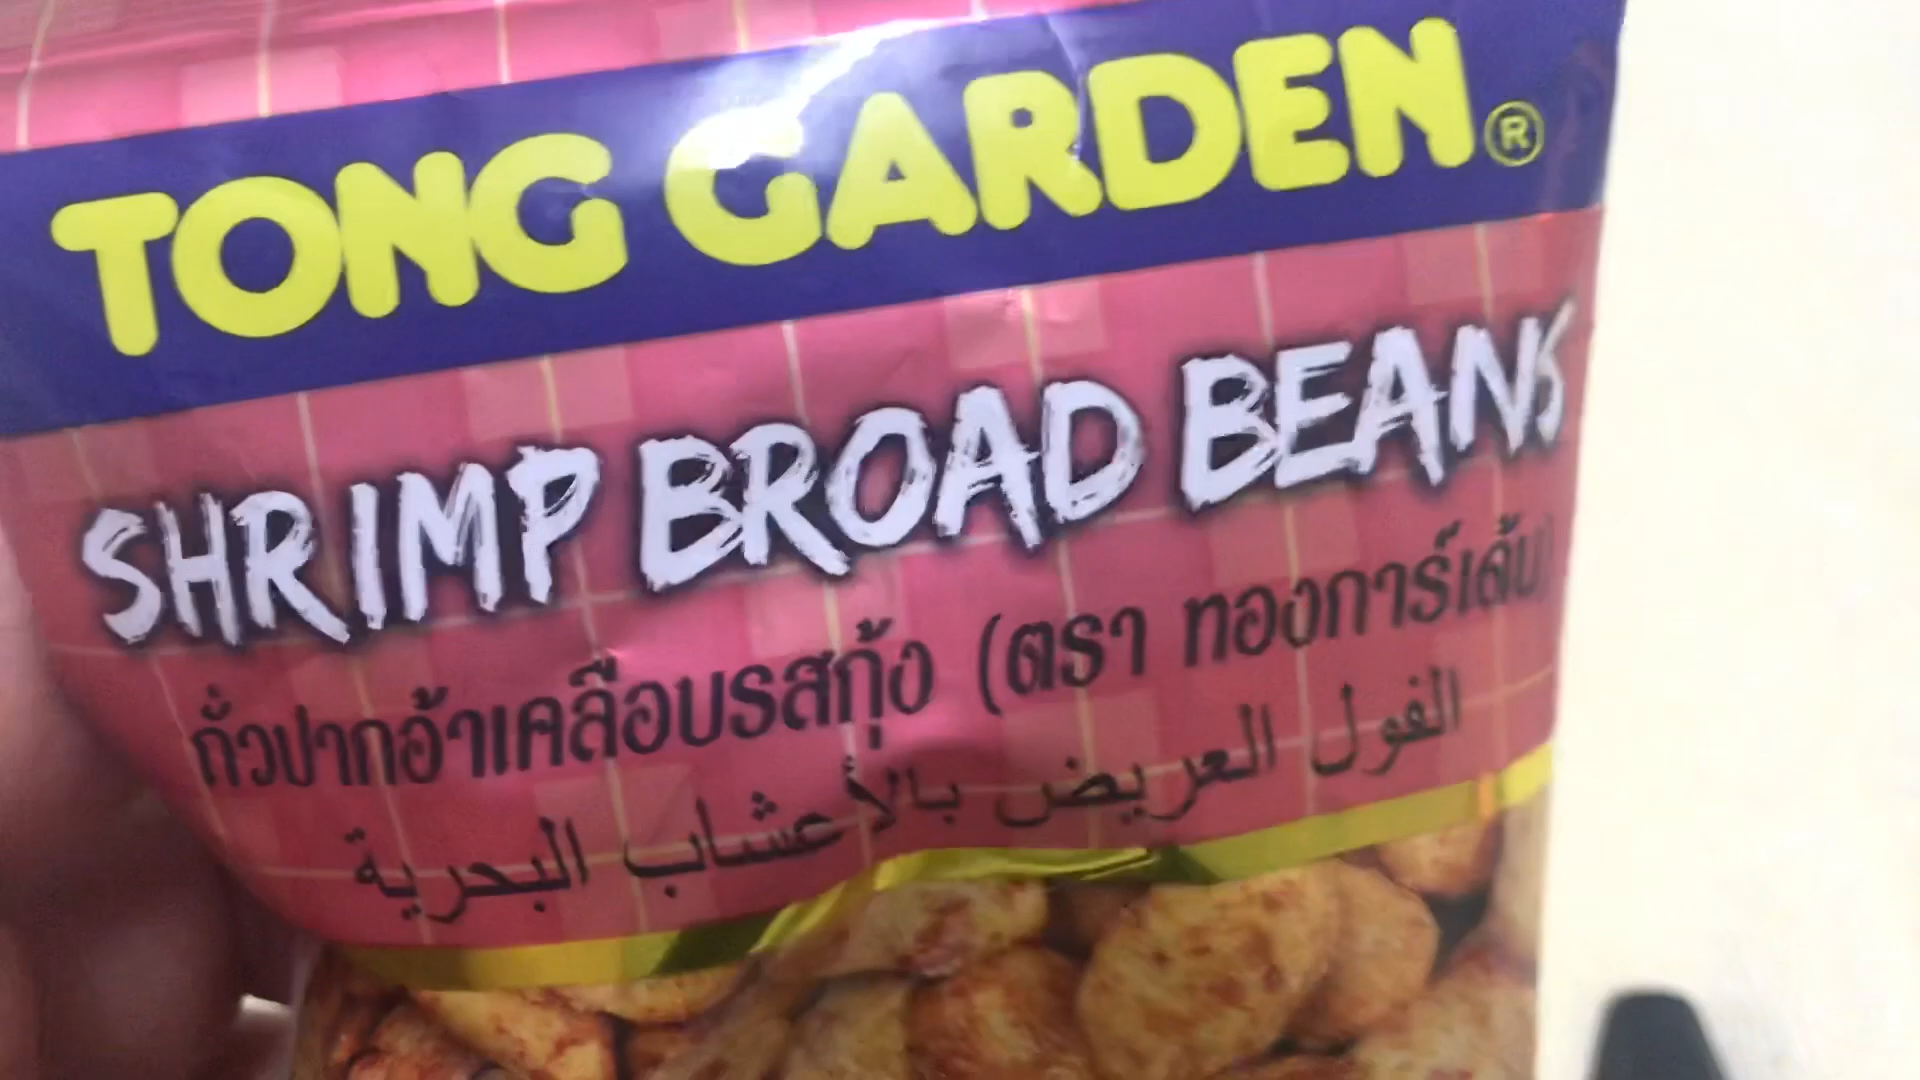 TONG GARDEN®
SHRIMP BROAD BEANS
ถั่วปากอ้าเคลือบรสกุ้ง (ตรา ทองการ์เด้น)
الفول العريض بالأعشاب البحرية